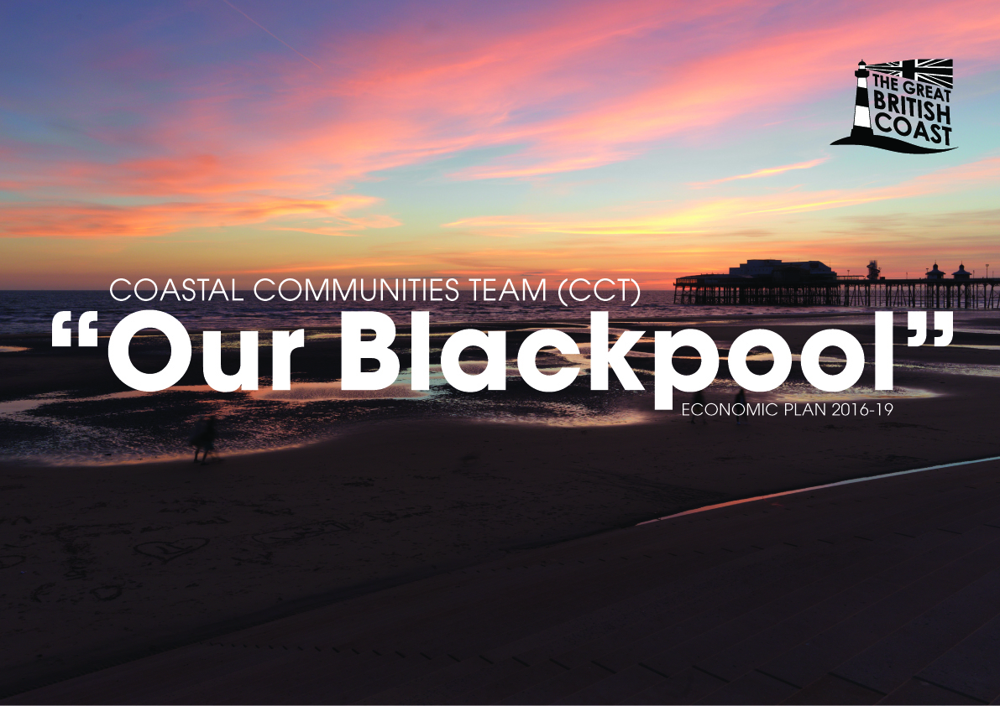 THE GREAT
BRITISH
COAST
COASTAL COMMUNITIES TEAM (CCT)
“Our Blackpool”
ECONOMIC PLAN 2016-19